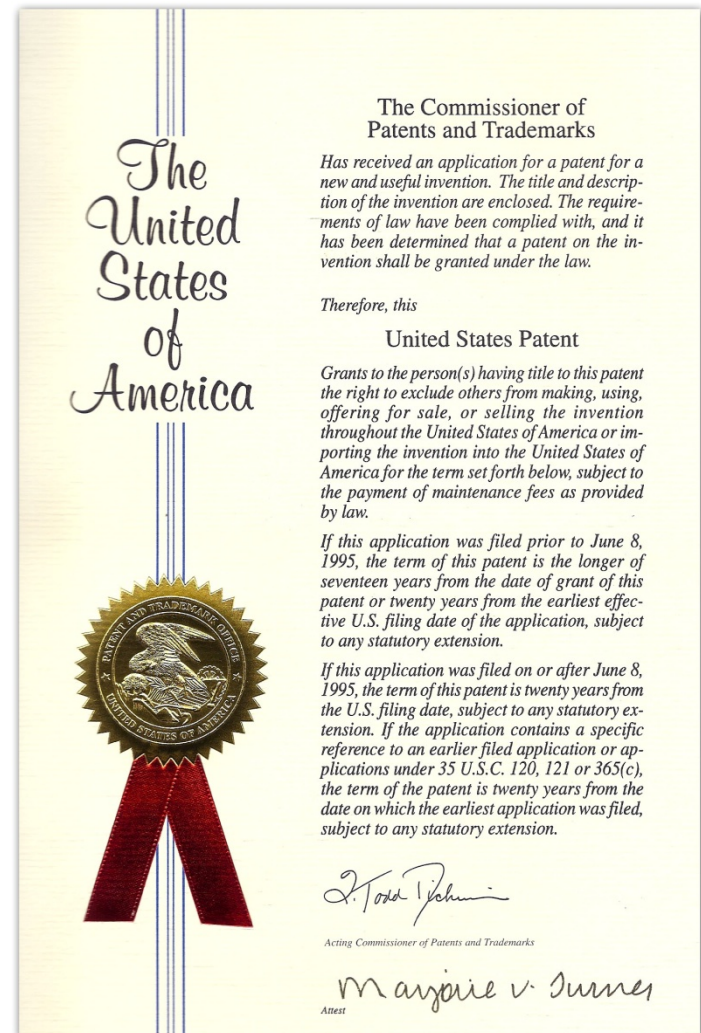 The
United
States
of
America
PATENT AND TRADEMARK OFFICE
UNITED STATES OF AMERICA
The Commissioner of
Patents and Trademarks
Has received an application for a patent for a
new and useful invention. The title and descrip-
tion of the invention are enclosed. The require-
ments of law have been complied with, and it
has been determined that a patent on the in-
vention shall be granted under the law.
Therefore, this
United States Patent
Grants to the person(s) having title to this patent
the right to exclude others from making, using,
offering for sale, or selling the invention
throughout the United States of America or im-
porting the invention into the United States of
America for the term set forth below, subject to
the payment of maintenance fees as provided
by law.
If this application was filed prior to June 8,
1995, the term of this patent is the longer of
seventeen years from the date of grant of this
patent or twenty years from the earliest effec-
tive U.S. filing date of the application, subject
to any statutory extension.
If this application was filed on or after June 8,
1995, the term of this patent is twenty years from
the U.S. filing date, subject to any statutory ex-
tension. If the application contains a specific
reference to an earlier filed application or ap-
plications under 35 U.S.C. 120, 121 or 365(c),
the term of the patent is twenty years from the
date on which the earliest application was filed,
subject to any statutory extension.
Todd
Acting Commissioner of Patents and Trademarks
Marjorie V. Turner
Attest